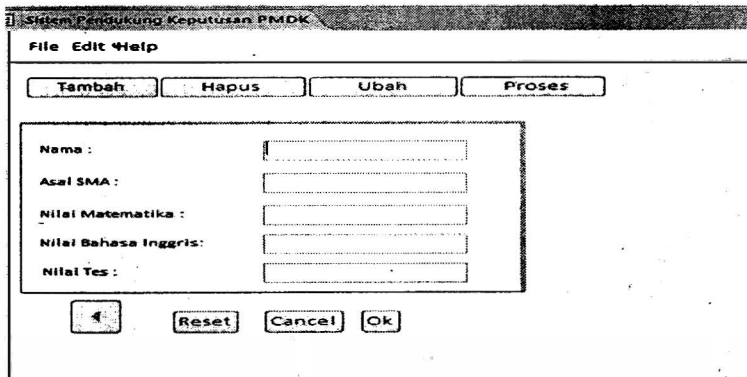 Sistem Pendukung Keputusan PMDK
File Edit Help
Tambah Hapus Ubah Proses
Nama :
Asal SMA :
Nilai Matematika :
Nilai Bahasa Inggris:
Nilai Tes :
Reset Cancel Ok